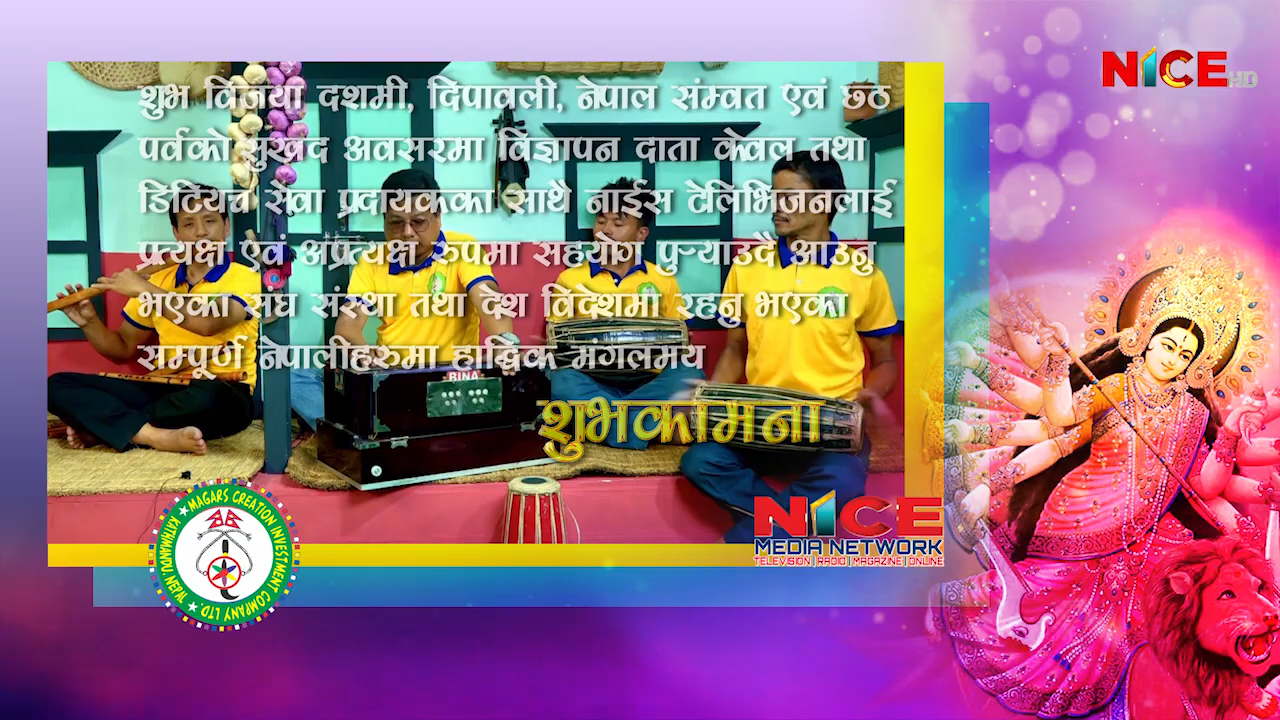 NICE HD
शुभ विजया दशमी, दिपावली, नेपाल संम्वत एवं छठ
पर्वको सुखद अवसरमा विज्ञापन दाता केवल तथा
डिटियच सेवा प्रदायकका साथै नाईस टेलिभिजनलाई
प्रत्यक्ष एवं अप्रत्यक्ष रुपमा सहयोग पुऱ्याउदै आउनु
भएका संघ संस्था तथा देश विदेशमा रहनु भएका
सम्पूर्ण नेपालीहरुमा हार्द्धिक मंगलमय
शुभकामना
BINA
MAGARS CREATION INVESTMENT COMPANY LTD.
KATHMANDU NEPAL
NICE
MEDIA NETWORK
TELEVISION | RADIO | MAGAZINE | ONLINE